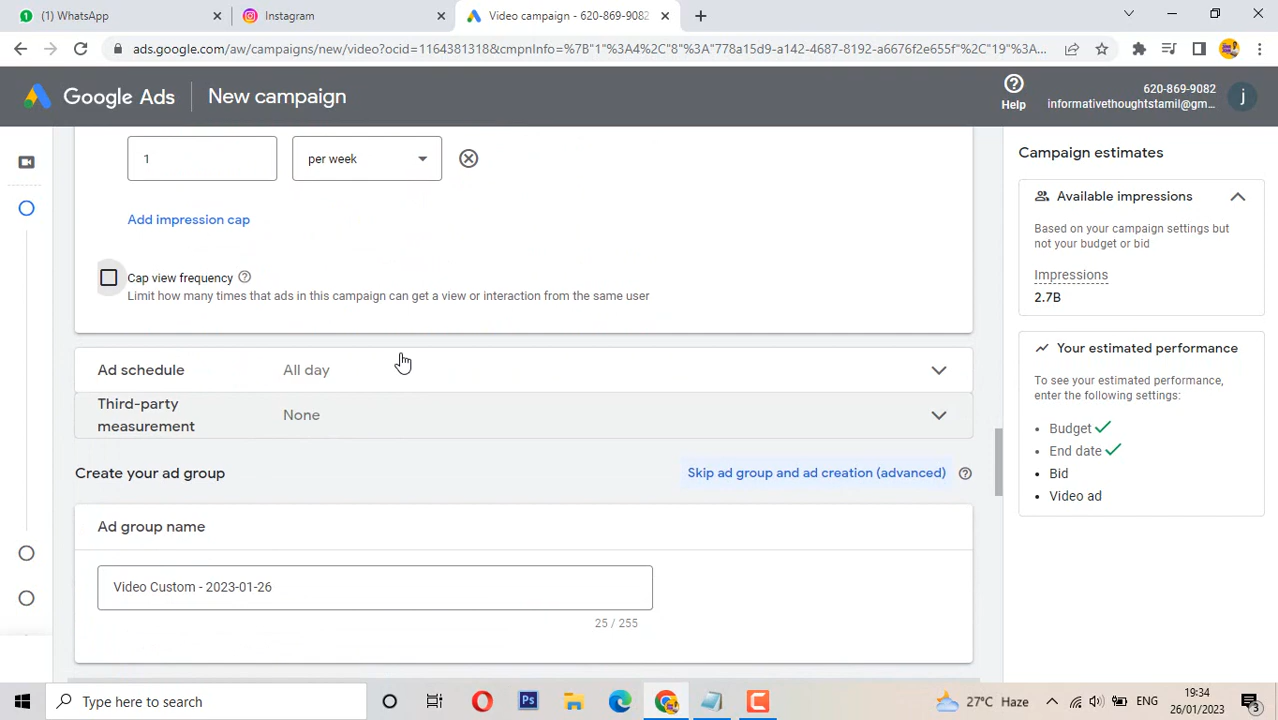 (1) WhatsApp
Instagram
Video campaign - 620-869-9082
ads.google.com/aw/campaigns/new/video?ocid=1164381318&cmpnInfo=%7B"1"%3A4%2C"8"%3A"778a15d9-a142-4687-8192-a6676f2e655f"%2C"19"%3A...
Google Ads
New campaign
Help
620-869-9082
informativethoughtstamil@gm...
j
1
per week
Add impression cap
Cap view frequency
Limit how many times that ads in this campaign can get a view or interaction from the same user
Ad schedule
All day
Third-party measurement
None
Create your ad group
Skip ad group and ad creation (advanced)
Ad group name
Video Custom - 2023-01-26
25 / 255
Campaign estimates
Available impressions
Based on your campaign settings but
not your budget or bid
Impressions
2.7B
Your estimated performance
To see your estimated performance,
enter the following settings:
• Budget
• End date
• Bid
• Video ad
Type here to search
Ps
27°C Haze
ENG
19:34
26/01/2023
3